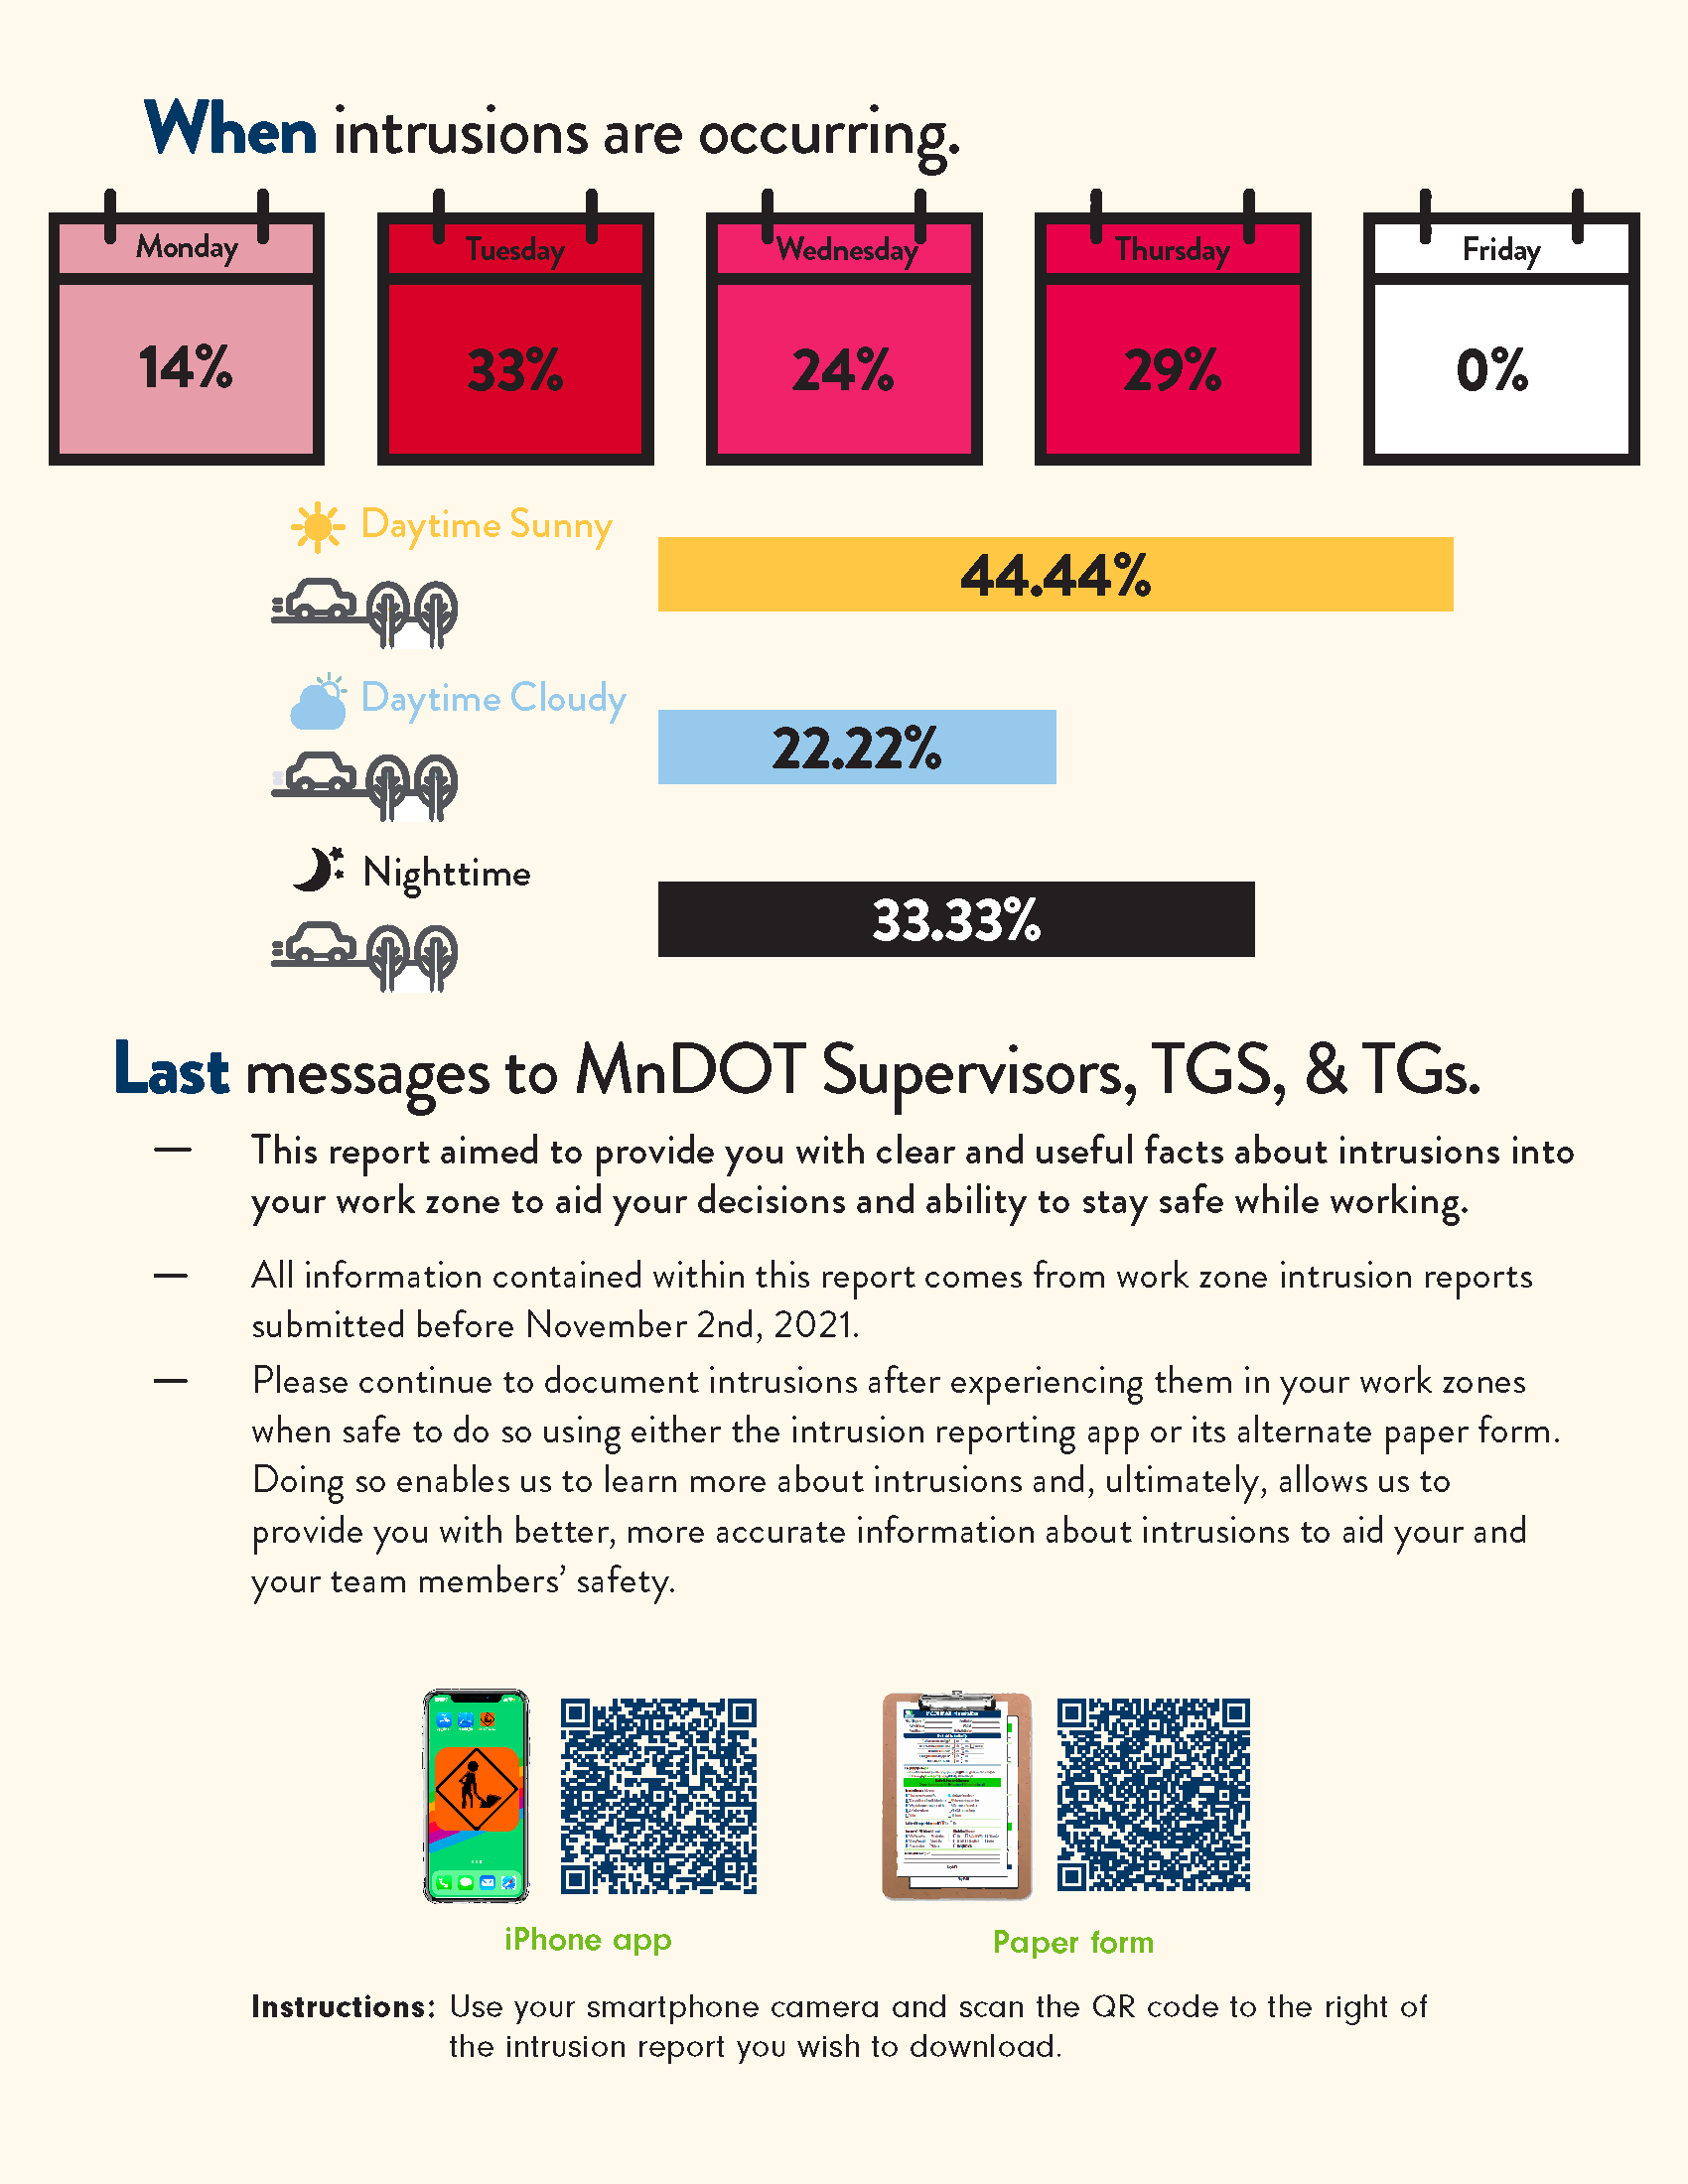 When intrusions are occurring.
Monday
Tuesday
Wednesday
Thursday
Friday
14%
33%
24%
29%
0%
Daytime Sunny
44.44%
Daytime Cloudy
22.22%
Nighttime
33.33%
Last messages to MnDOT Supervisors, TGS, & TGs.
— This report aimed to provide you with clear and useful facts about intrusions into
your work zone to aid your decisions and ability to stay safe while working.
— All information contained within this report comes from work zone intrusion reports
submitted before November 2nd, 2021.
— Please continue to document intrusions after experiencing them in your work zones
when safe to do so using either the intrusion reporting app or its alternate paper form.
Doing so enables us to learn more about intrusions and, ultimately, allows us to
provide you with better, more accurate information about intrusions to aid your and
your team members’ safety.
iPhone app
Paper form
Instructions: Use your smartphone camera and scan the QR code to the right of
the intrusion report you wish to download.